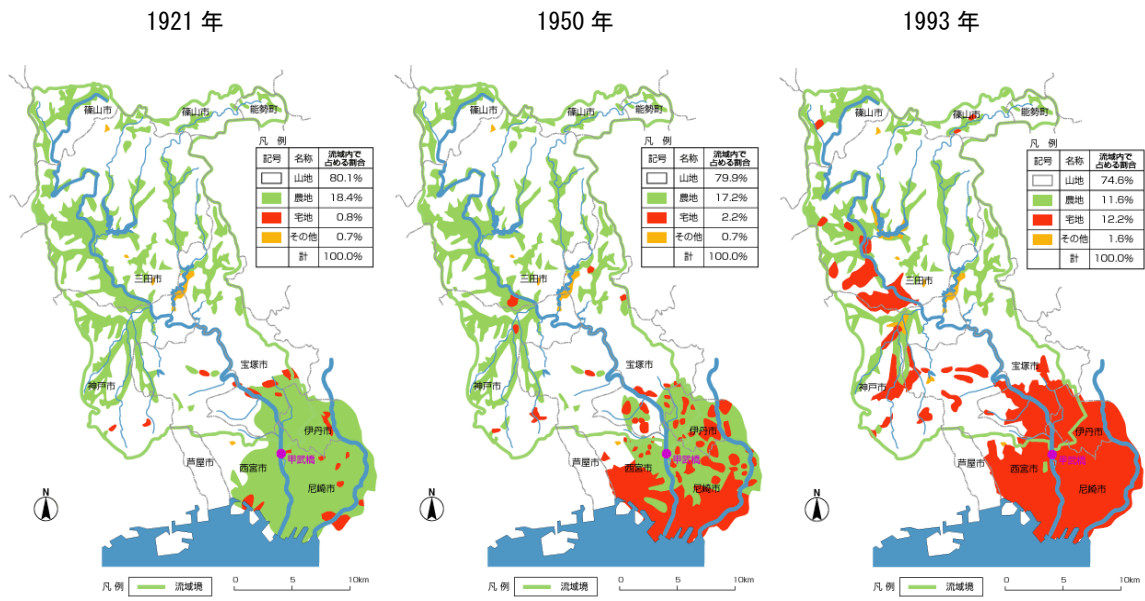 1921 年
篠山市
篠山市
能勢町
凡 例
記号 名称 流域内で占める割合
山地 80.1%
農地 18.4%
宅地 0.8%
その他 0.7%
計 100.0%
三田市
宝塚市
神戸市
伊丹市
芦屋市
西宮市
甲武橋
尼崎市
N
凡 例 流域境
0 5 10km
1950 年
篠山市
篠山市
能勢町
凡 例
記号 名称 流域内で占める割合
山地 79.9%
農地 17.2%
宅地 2.2%
その他 0.7%
計 100.0%
三田市
宝塚市
神戸市
伊丹市
芦屋市
西宮市
甲武橋
尼崎市
N
凡 例 流域境
0 5 10km
1993 年
篠山市
篠山市
能勢町
凡 例
記号 名称 流域内で占める割合
山地 74.6%
農地 11.6%
宅地 12.2%
その他 1.6%
計 100.0%
三田市
宝塚市
神戸市
伊丹市
芦屋市
西宮市
甲武橋
尼崎市
N
凡 例 流域境
0 5 10km